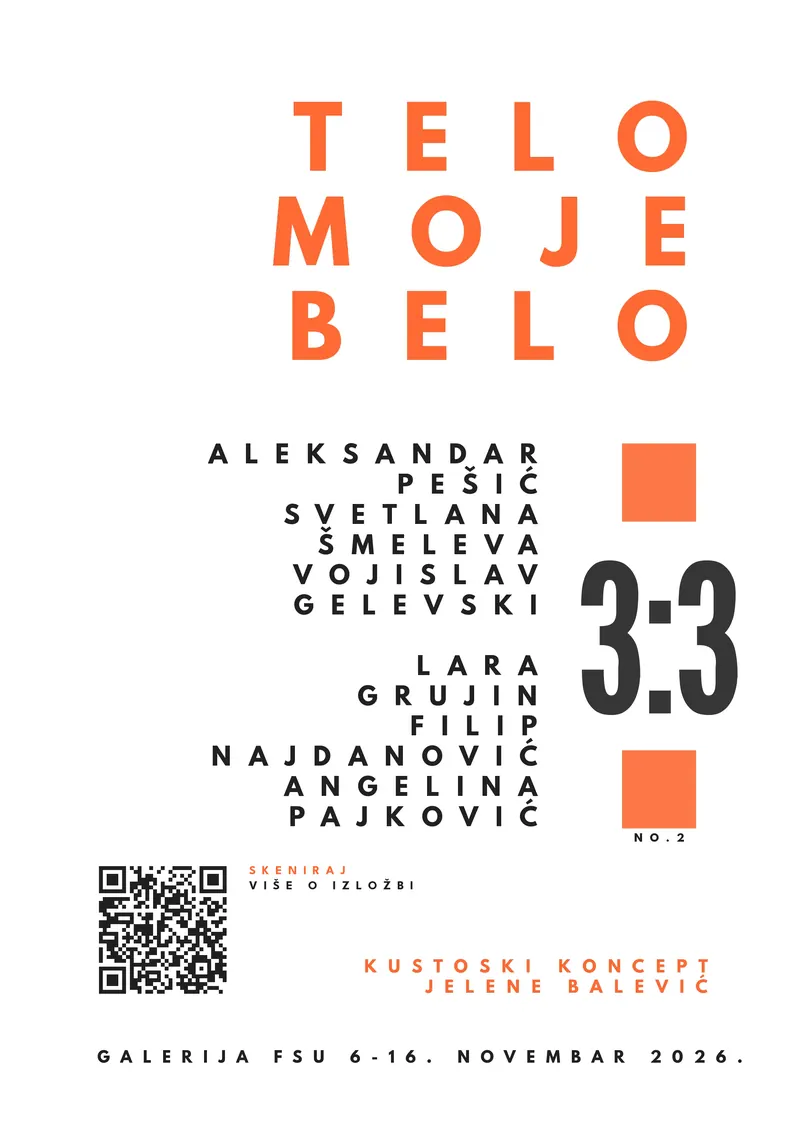 TELO
MOJE
BELO
ALEKSANDAR
PEŠIĆ
SVETLANA
ŠMELEVA
VOJISLAV
GELEVSKI
LARA
GRUJIN
FILIP
NAJDANOVIĆ
ANGELINA
PAJKOVIĆ
3:3
NO.2
SKENIRAJ
VIŠE O IZLOŽBI
KUSTOSKI KONCEPT
JELENE BALEVIĆ
GALERIJA FSU 6-16. NOVEMBAR 2026.